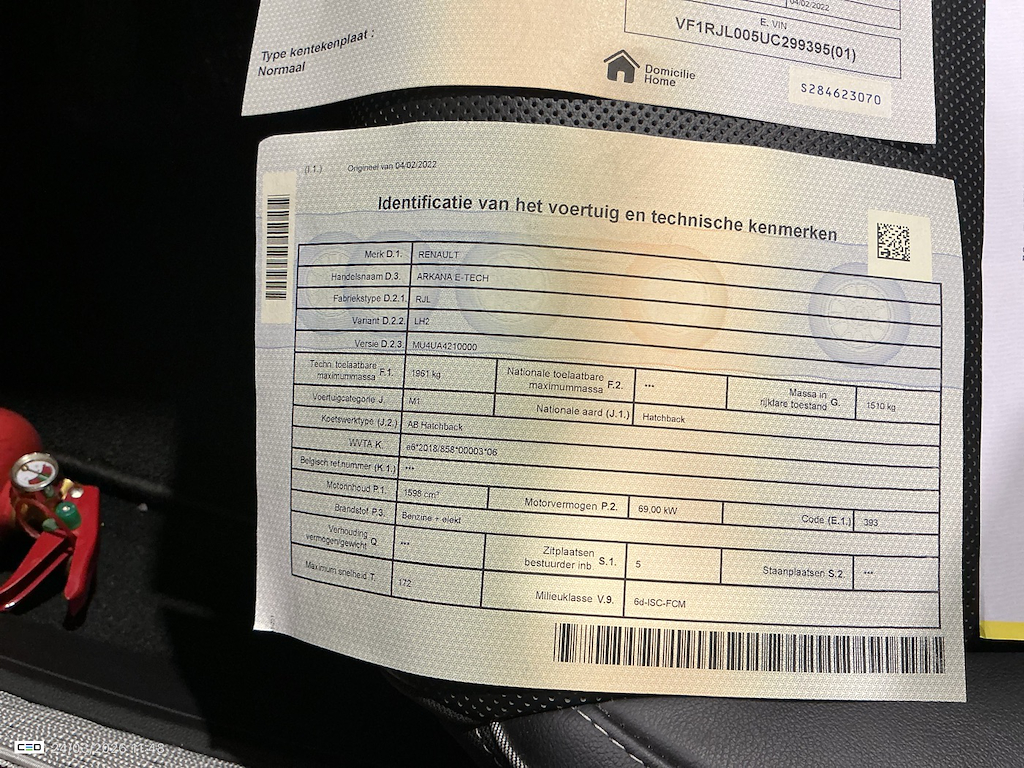 04/02/2022
E. VIN
VF1RJL005UC299395(01)
Type kentekenplaat :
Normaal
Domicilie
Home
S284623070
(I.1.) Origineel van 04/02/2022
Identificatie van het voertuig en technische kenmerken
Merk D.1. RENAULT
Handelsnaam D.3. ARKANA E-TECH
Fabriekstype D.2.1. RJL
Variant D.2.2. LH2
Versie D.2.3. MU4UA4210000
Techn. toelaatbare maximummassa F.1. 1961 kg Nationale toelaatbare maximummassa F.2. *** Massa in rijklare toestand G. 1510 kg
Voertuigcategorie J. M1 Nationale aard (J.1.) Hatchback
Koetswerktype (J.2.) AB Hatchback
WVTA K. e6*2018/858*00003*06
Belgisch ref.nummer (K.1.) ***
Motorinhoud P.1. 1598 cm³ Motorvermogen P.2. 69,00 kW Code (E.1.) 393
Brandstof P.3. Benzine + elekt
Verhouding vermogen/gewicht Q. *** Zitplaatsen bestuurder inb S.1. 5 Staanplaatsen S.2. ***
Maximum snelheid T. 172 Milieuklasse V.9. 6d-ISC-FCM
CEO